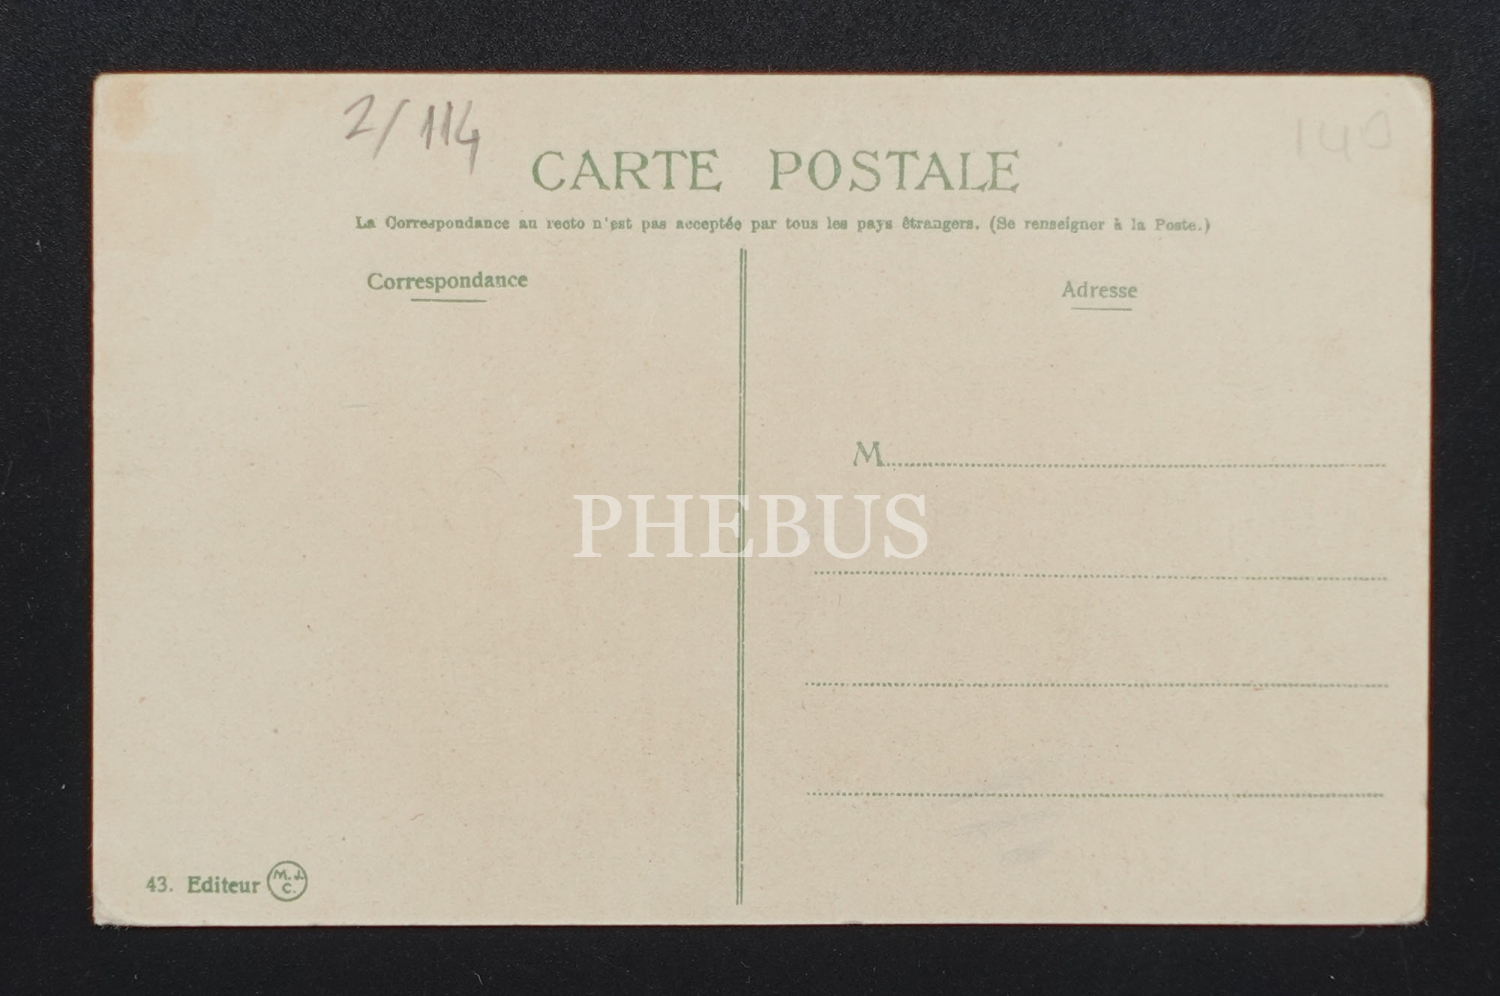 2/114
140
CARTE POSTALE
La Correspondance au recto n'est pas acceptée par tous les pays étrangers. (Se renseigner à la Poste.)
Correspondance
Adresse
M
PHEBUS
43. Editeur M.J.C.